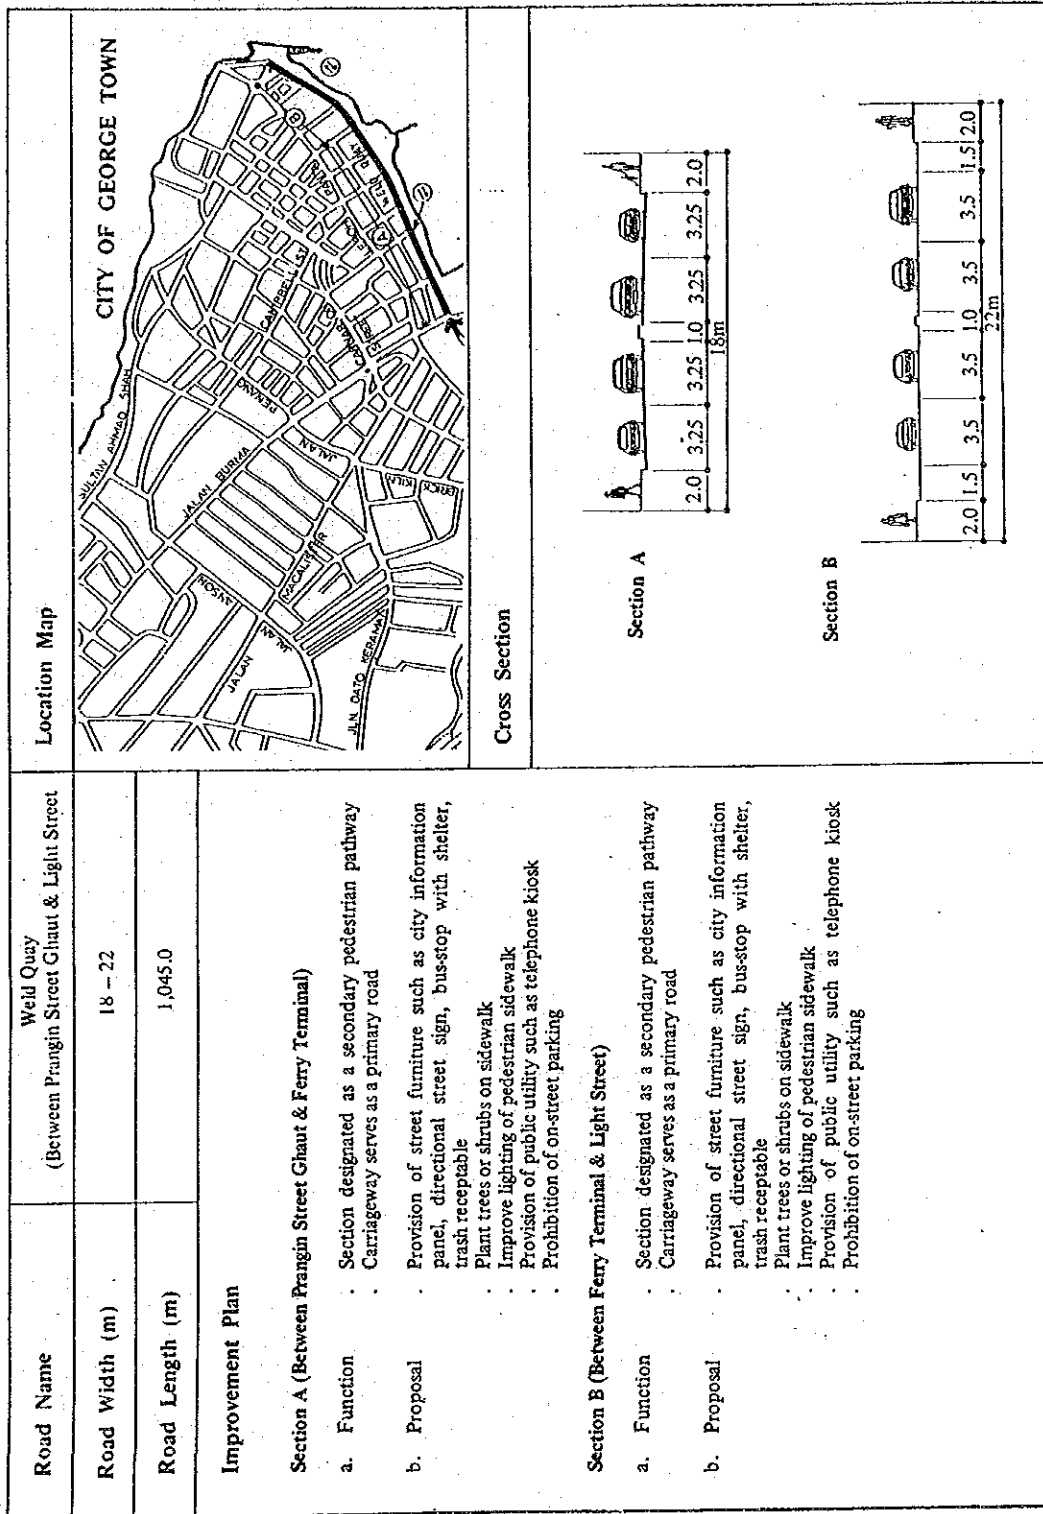 Road Name
Weld Quay
(Between Prangin Street Ghaut & Light Street
Road Width (m)
18 – 22
Road Length (m)
1,045.0
Improvement Plan
Section A (Between Prangin Street Ghaut & Ferry Terminal)
a. Function · Section designated as a secondary pedestrian pathway
· Carriageway serves as a primary road
b. Proposal · Provision of street furniture such as city information
panel, directional street sign, bus-stop with shelter,
trash receptable
· Plant trees or shrubs on sidewalk
· Improve lighting of pedestrian sidewalk
· Provision of public utility such as telephone kiosk
· Prohibition of on-street parking
Section B (Between Ferry Terminal & Light Street)
a. Function · Section designated as a secondary pedestrian pathway
· Carriageway serves as a primary road
b. Proposal · Provision of street furniture such as city information
panel, directional street sign, bus-stop with shelter,
trash receptable
· Plant trees or shrubs on sidewalk
· Improve lighting of pedestrian sidewalk
· Provision of public utility such as telephone kiosk
· Prohibition of on-street parking
Location Map
CITY OF GEORGE TOWN
SULTAN AHMAD SHAH
JALAN BURMA
PENANG
JALAN
CAMPBELL ST.
STREET
WELD QUAY
A
B
11
12
JALAN
ANSON
JALAN
MACALISTER
BRICK KILN
JLN DATO KERAMAT
Cross Section
Section A
2.0 3.25 3.25 1.0 3.25 3.25 2.0
18m
Section B
2.0 1.5 3.5 3.5 1.0 3.5 3.5 1.5 2.0
22m